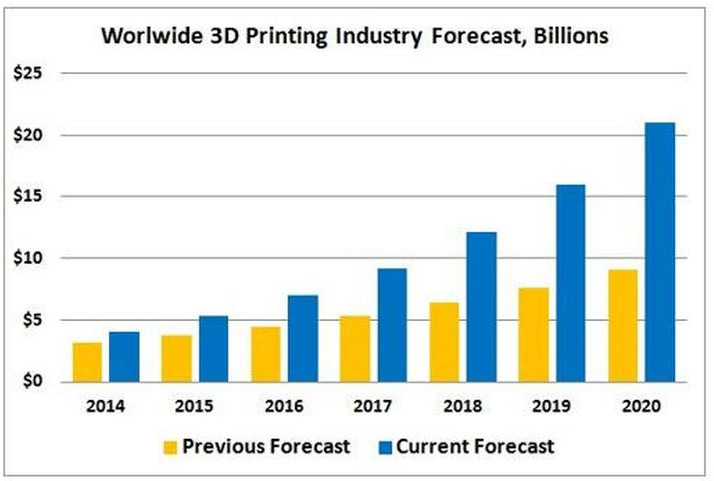 Worlwide 3D Printing Industry Forecast, Billions
$25
$20
$15
$10
$5
$0
2014 2015 2016 2017 2018 2019 2020
Previous Forecast Current Forecast